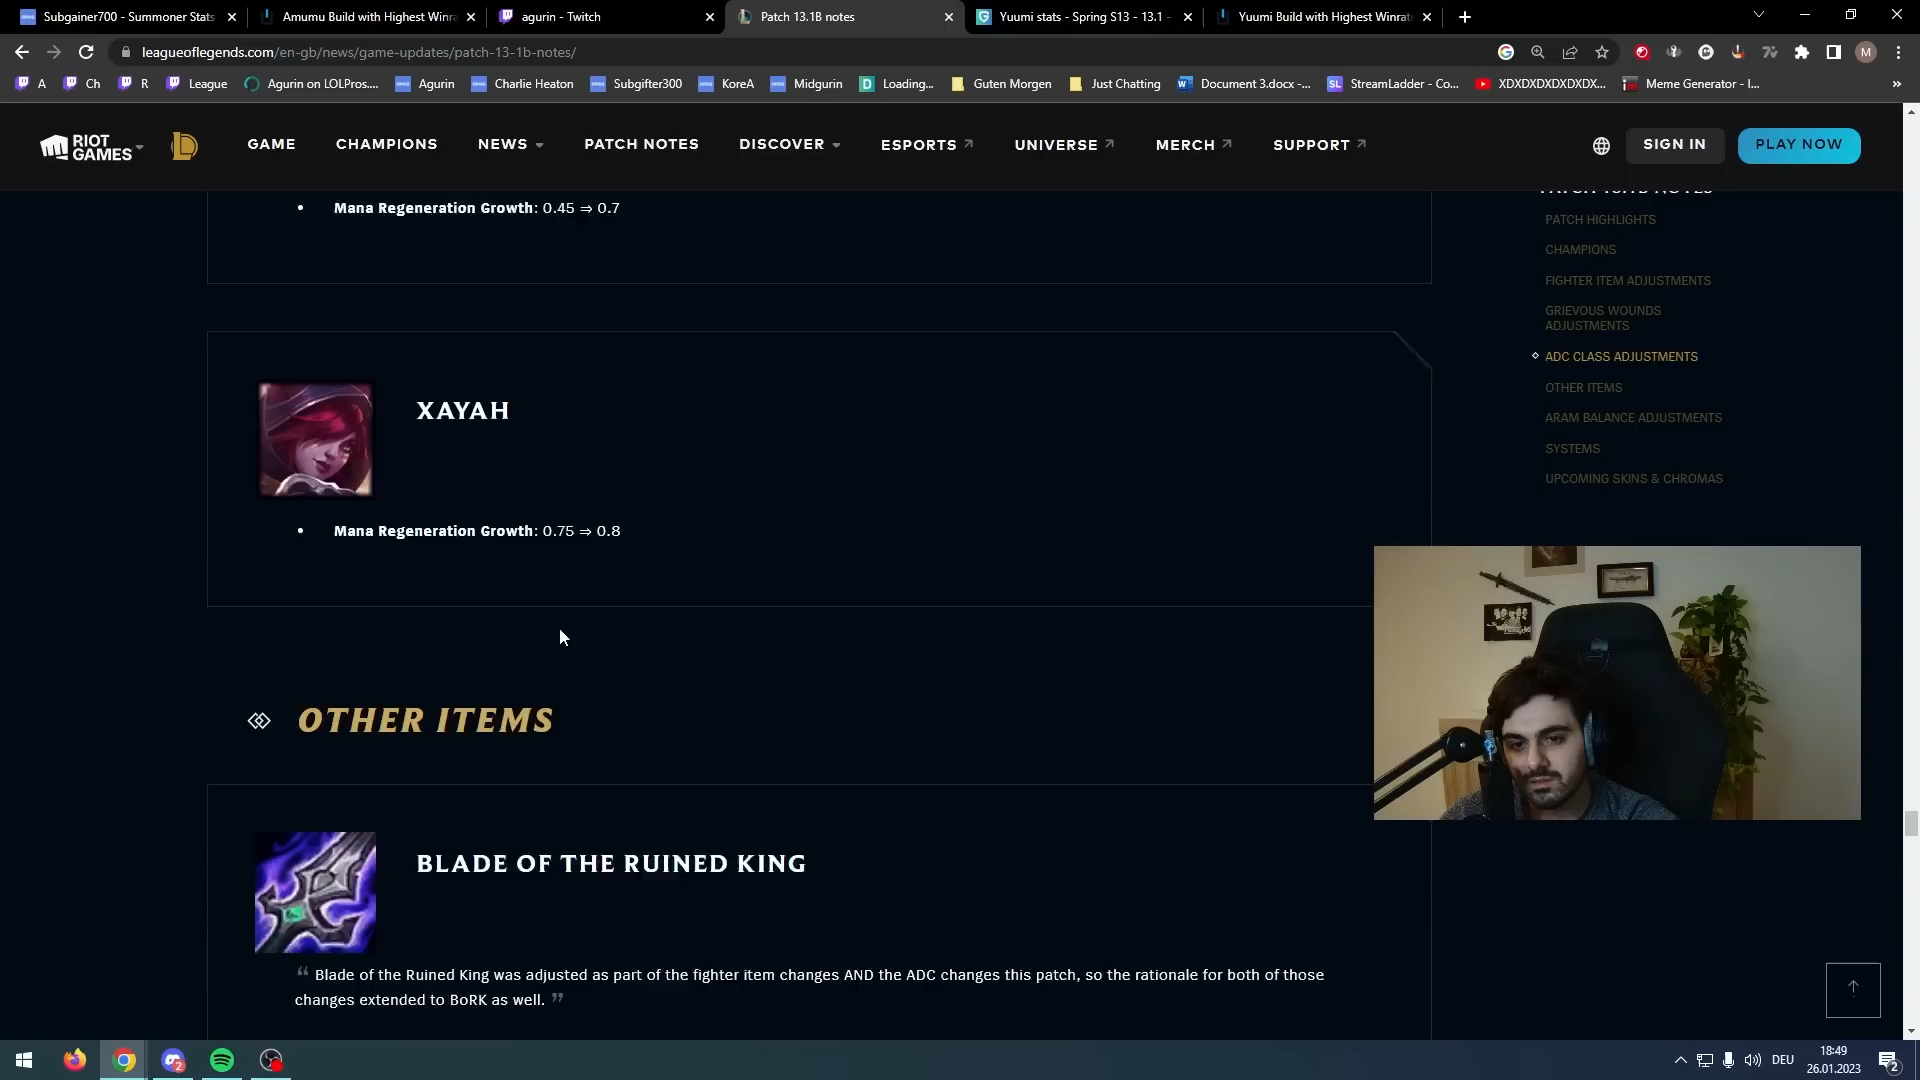 Subgainer700 - Summoner Stats
Amumu Build with Highest Winra
agurin - Twitch
Patch 13.1B notes
Yuumi stats - Spring S13 - 13.1 -
Yuumi Build with Highest Winrat
leagueoflegends.com/en-gb/news/game-updates/patch-13-1b-notes/
M
A
Ch
R
League
Agurin on LOLPros....
Agurin
Charlie Heaton
Subgifter300
KoreA
Midgurin
Loading...
Guten Morgen
Just Chatting
Document 3.docx -...
StreamLadder - Co...
XDXDXDXDXDXDX...
Meme Generator - I...
RIOT GAMES
GAME
CHAMPIONS
NEWS
PATCH NOTES
DISCOVER
ESPORTS
UNIVERSE
MERCH
SUPPORT
SIGN IN
PLAY NOW
• Mana Regeneration Growth: 0.45 ⇒ 0.7
XAYAH
• Mana Regeneration Growth: 0.75 ⇒ 0.8
OTHER ITEMS
BLADE OF THE RUINED KING
“ Blade of the Ruined King was adjusted as part of the fighter item changes AND the ADC changes this patch, so the rationale for both of those
changes extended to BoRK as well. ”
PATCH 13.1B NOTES
PATCH HIGHLIGHTS
CHAMPIONS
FIGHTER ITEM ADJUSTMENTS
GRIEVOUS WOUNDS
ADJUSTMENTS
ADC CLASS ADJUSTMENTS
OTHER ITEMS
ARAM BALANCE ADJUSTMENTS
SYSTEMS
UPCOMING SKINS & CHROMAS
DEU
18:49
26.01.2023
2
2